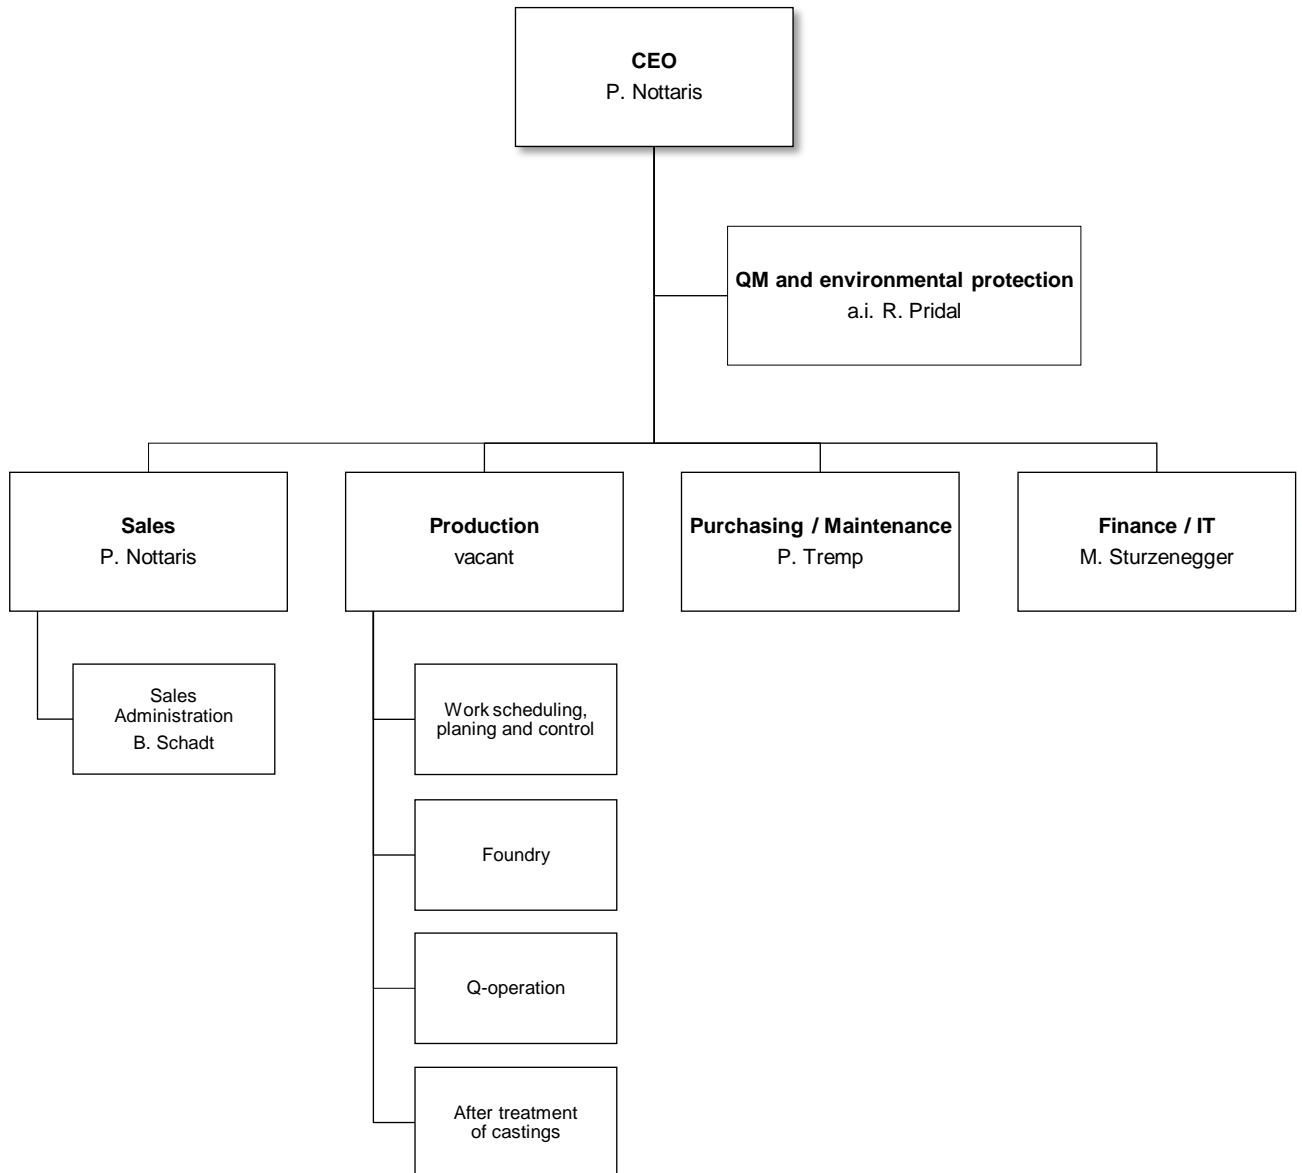 CEO
P. Nottaris
QM and environmental protection
a.i. R. Pridal
Sales
P. Nottaris
Production
vacant
Purchasing / Maintenance
P. Tremp
Finance / IT
M. Sturzenegger
Sales
Administration
B. Schadt
Work scheduling,
planing and control
Foundry
Q-operation
After treatment
of castings